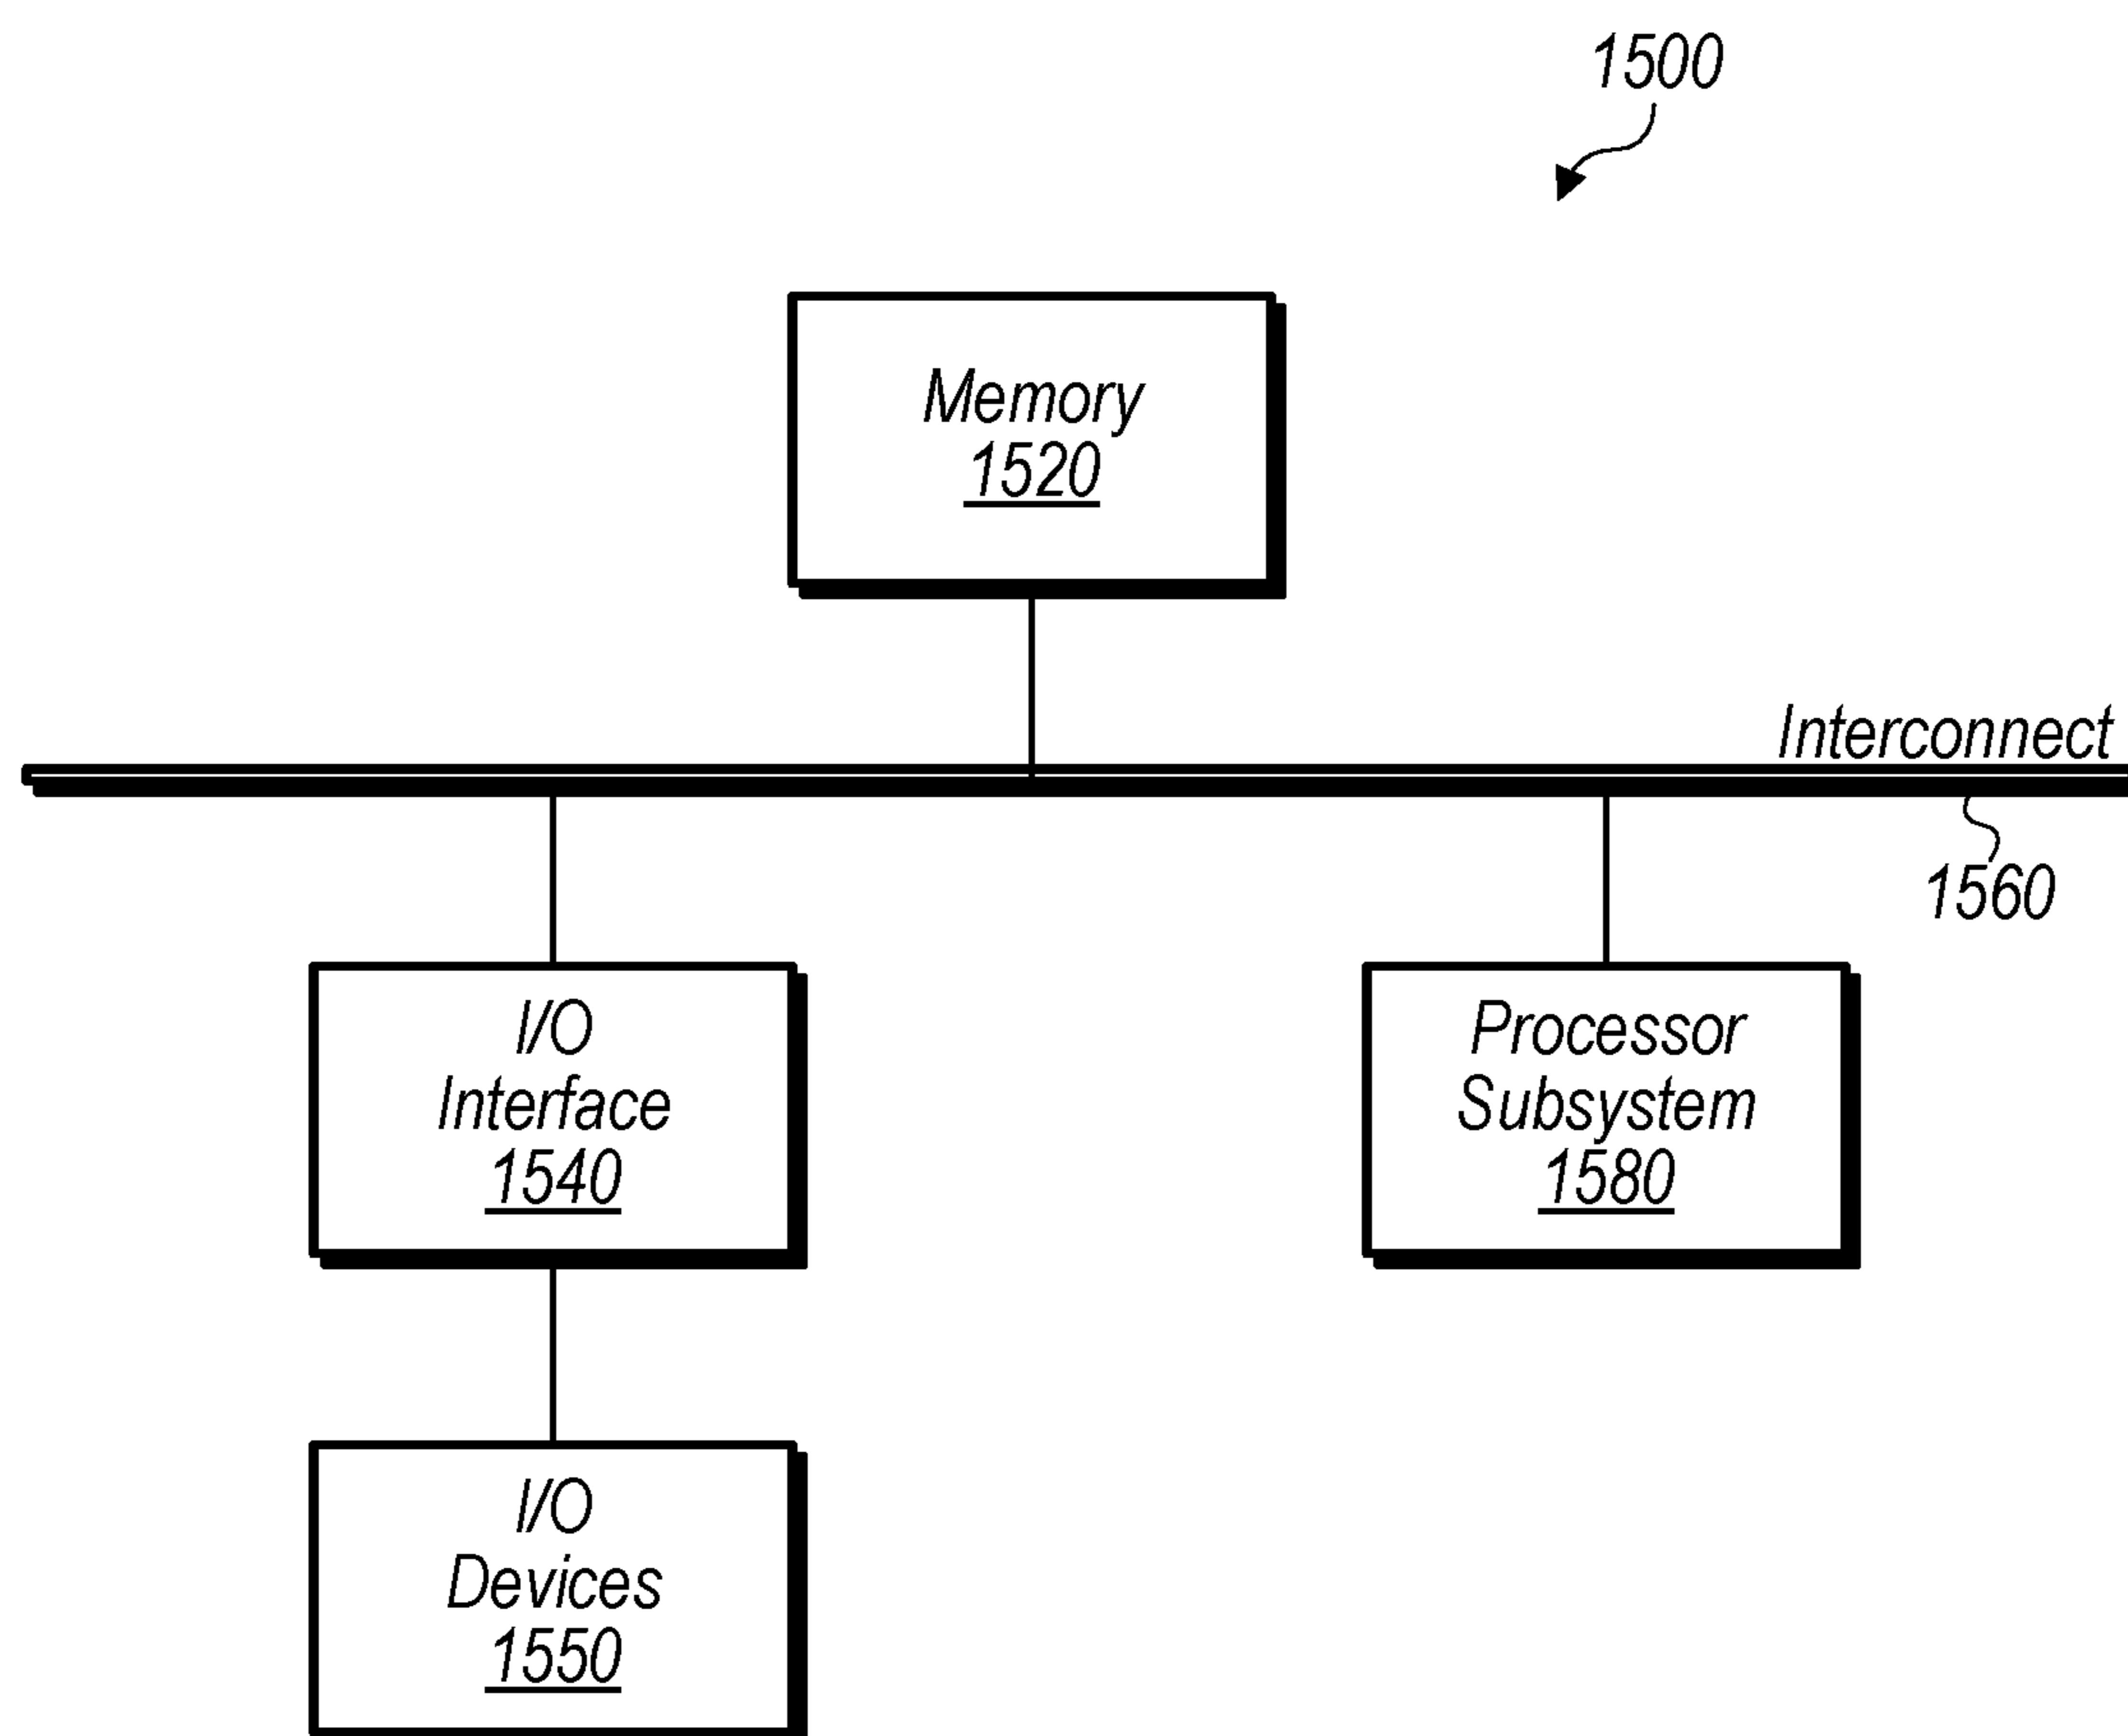 1500
Memory
1520
Interconnect
1560
I/O
Interface
1540
Processor
Subsystem
1580
I/O
Devices
1550